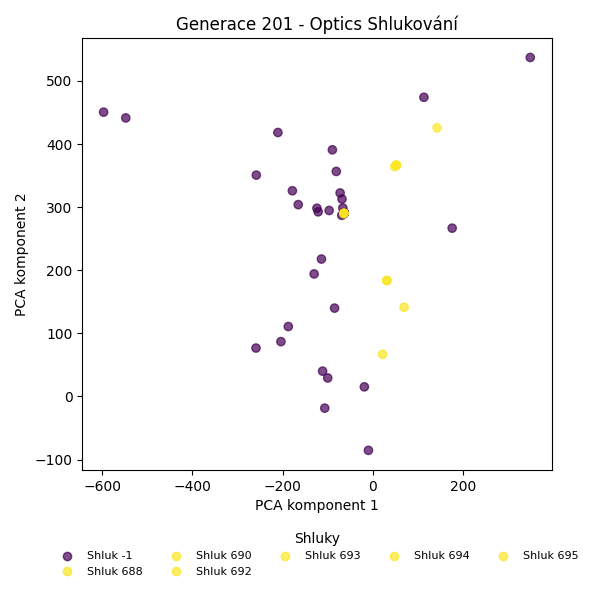 Generace 201 - Optics Shlukování
500
400
300
200
100
0
−100
PCA komponent 2
−600 −400 −200 0 200
PCA komponent 1
Shluky
Shluk -1 Shluk 690 Shluk 693 Shluk 694 Shluk 695
Shluk 688 Shluk 692